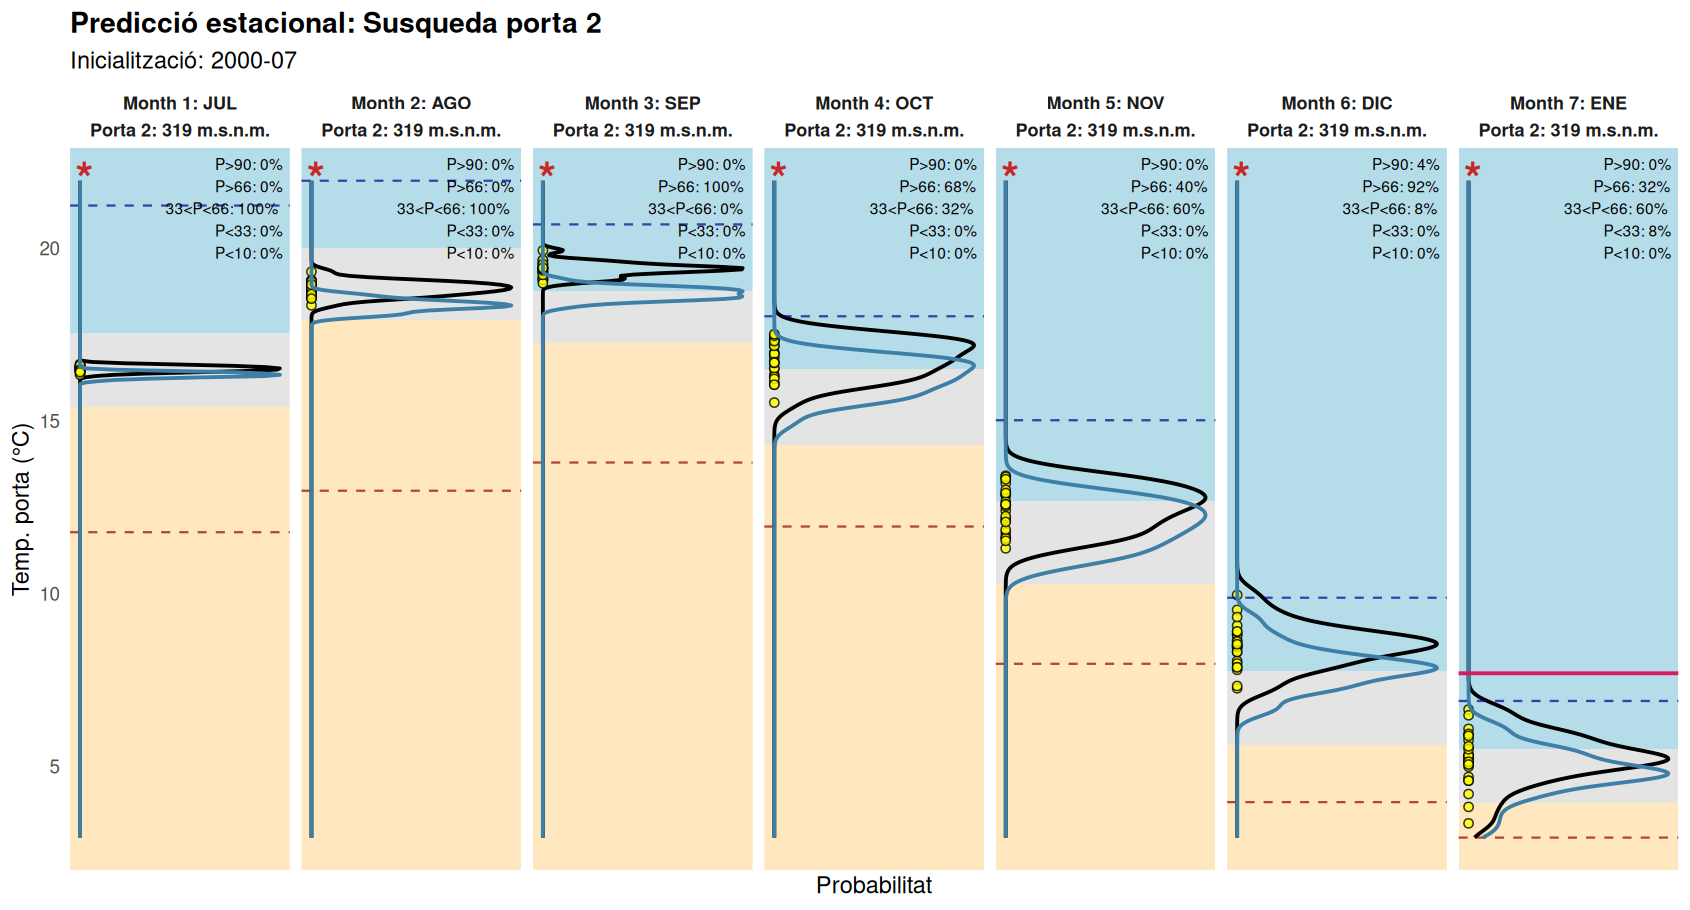 Predicció estacional: Susqueda porta 2
Inicialització: 2000-07
Month 1: JUL
Porta 2: 319 m.s.n.m.
Month 2: AGO
Porta 2: 319 m.s.n.m.
Month 3: SEP
Porta 2: 319 m.s.n.m.
Month 4: OCT
Porta 2: 319 m.s.n.m.
Month 5: NOV
Porta 2: 319 m.s.n.m.
Month 6: DIC
Porta 2: 319 m.s.n.m.
Month 7: ENE
Porta 2: 319 m.s.n.m.
*
P>90: 0%
P>66: 0%
33<P<66: 100%
P<33: 0%
P<10: 0%
*
P>90: 0%
P>66: 0%
33<P<66: 100%
P<33: 0%
P<10: 0%
*
P>90: 0%
P>66: 100%
33<P<66: 0%
P<33: 0%
P<10: 0%
*
P>90: 0%
P>66: 68%
33<P<66: 32%
P<33: 0%
P<10: 0%
*
P>90: 0%
P>66: 40%
33<P<66: 60%
P<33: 0%
P<10: 0%
*
P>90: 4%
P>66: 92%
33<P<66: 8%
P<33: 0%
P<10: 0%
*
P>90: 0%
P>66: 32%
33<P<66: 60%
P<33: 8%
P<10: 0%
20
15
10
5
Temp. porta (°C)
Probabilitat